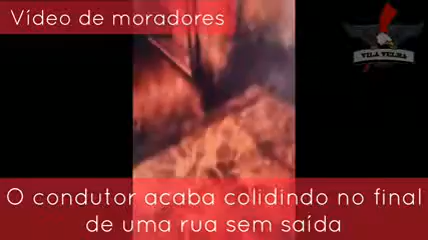 Vídeo de moradores
VILA VELHA
O condutor acaba colidindo no final
de uma rua sem saída